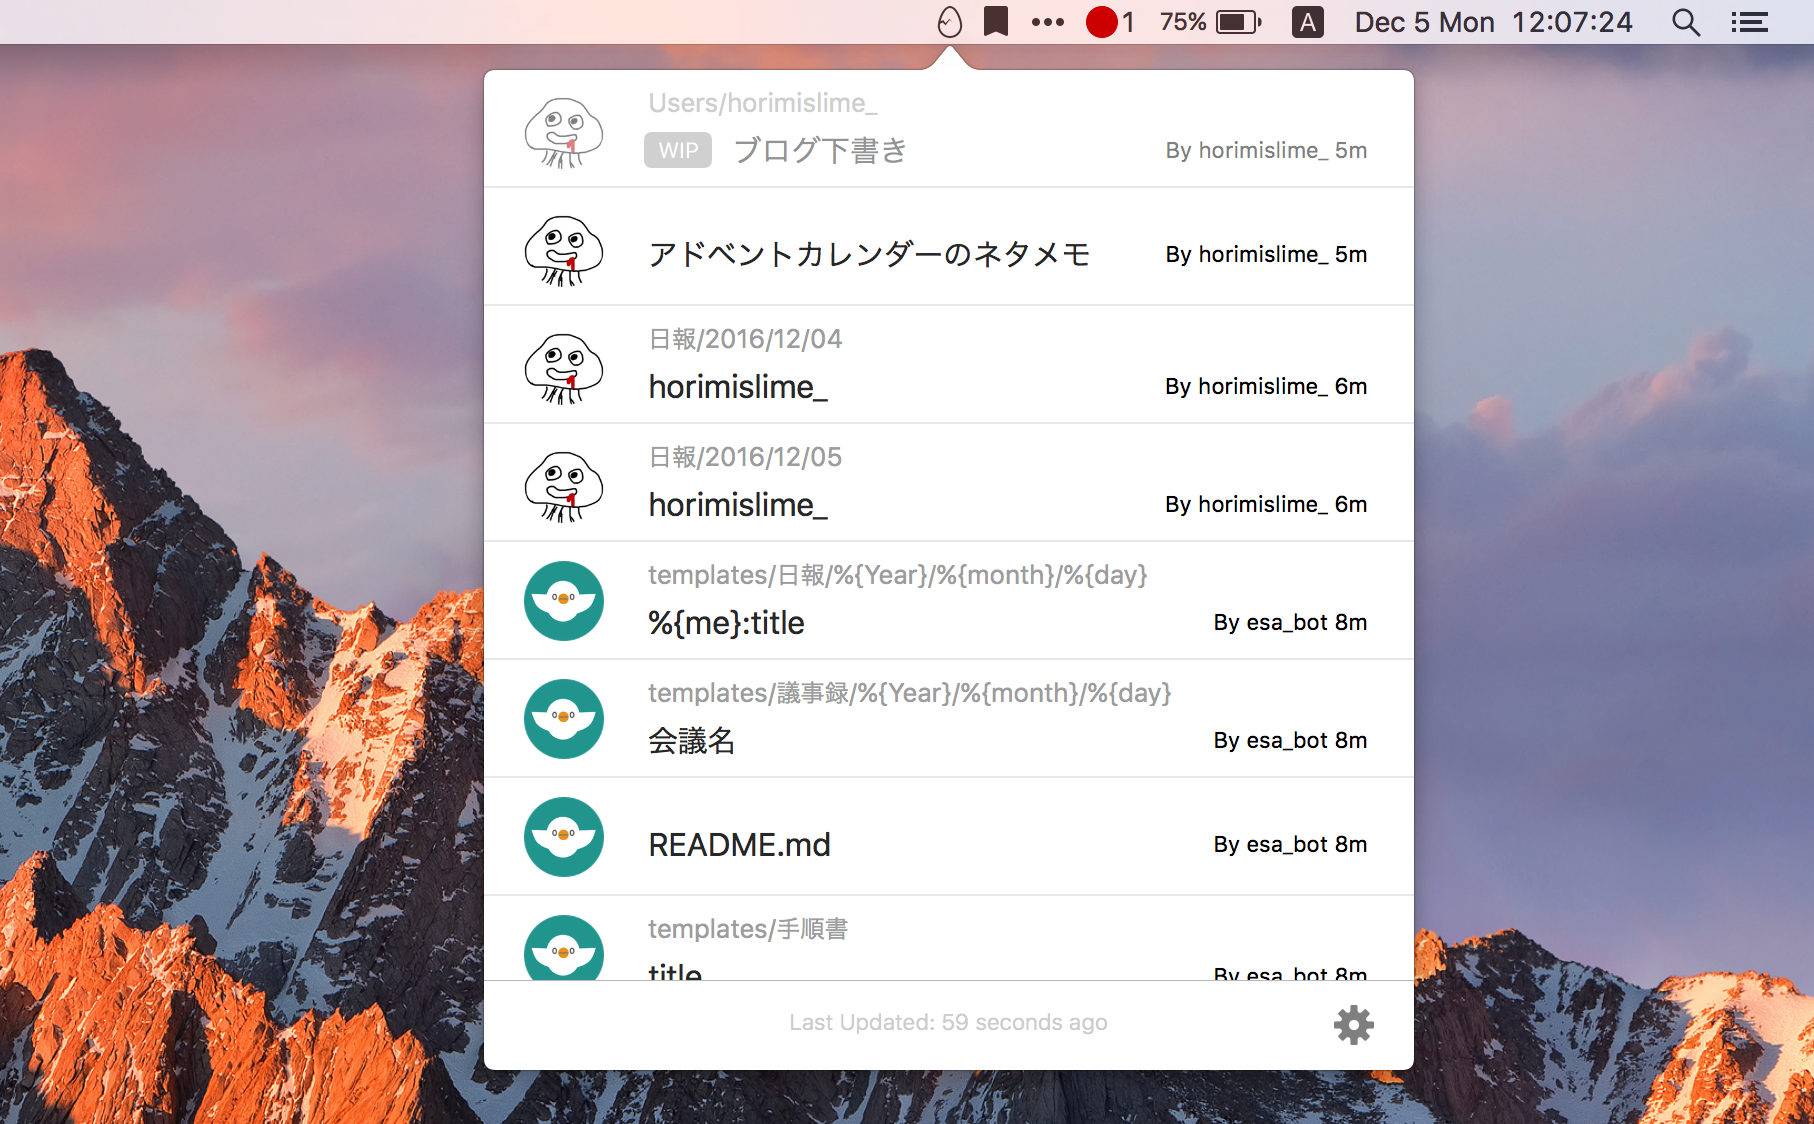 1 75% A Dec 5 Mon 12:07:24
Users/horimislime_
WIP ブログ下書き By horimislime_ 5m
アドベントカレンダーのネタメモ By horimislime_ 5m
日報/2016/12/04
horimislime_ By horimislime_ 6m
日報/2016/12/05
horimislime_ By horimislime_ 6m
templates/日報/%{Year}/%{month}/%{day}
%{me}:title By esa_bot 8m
templates/議事録/%{Year}/%{month}/%{day}
会議名 By esa_bot 8m
README.md By esa_bot 8m
templates/手順書
title By esa_bot 8m
Last Updated: 59 seconds ago